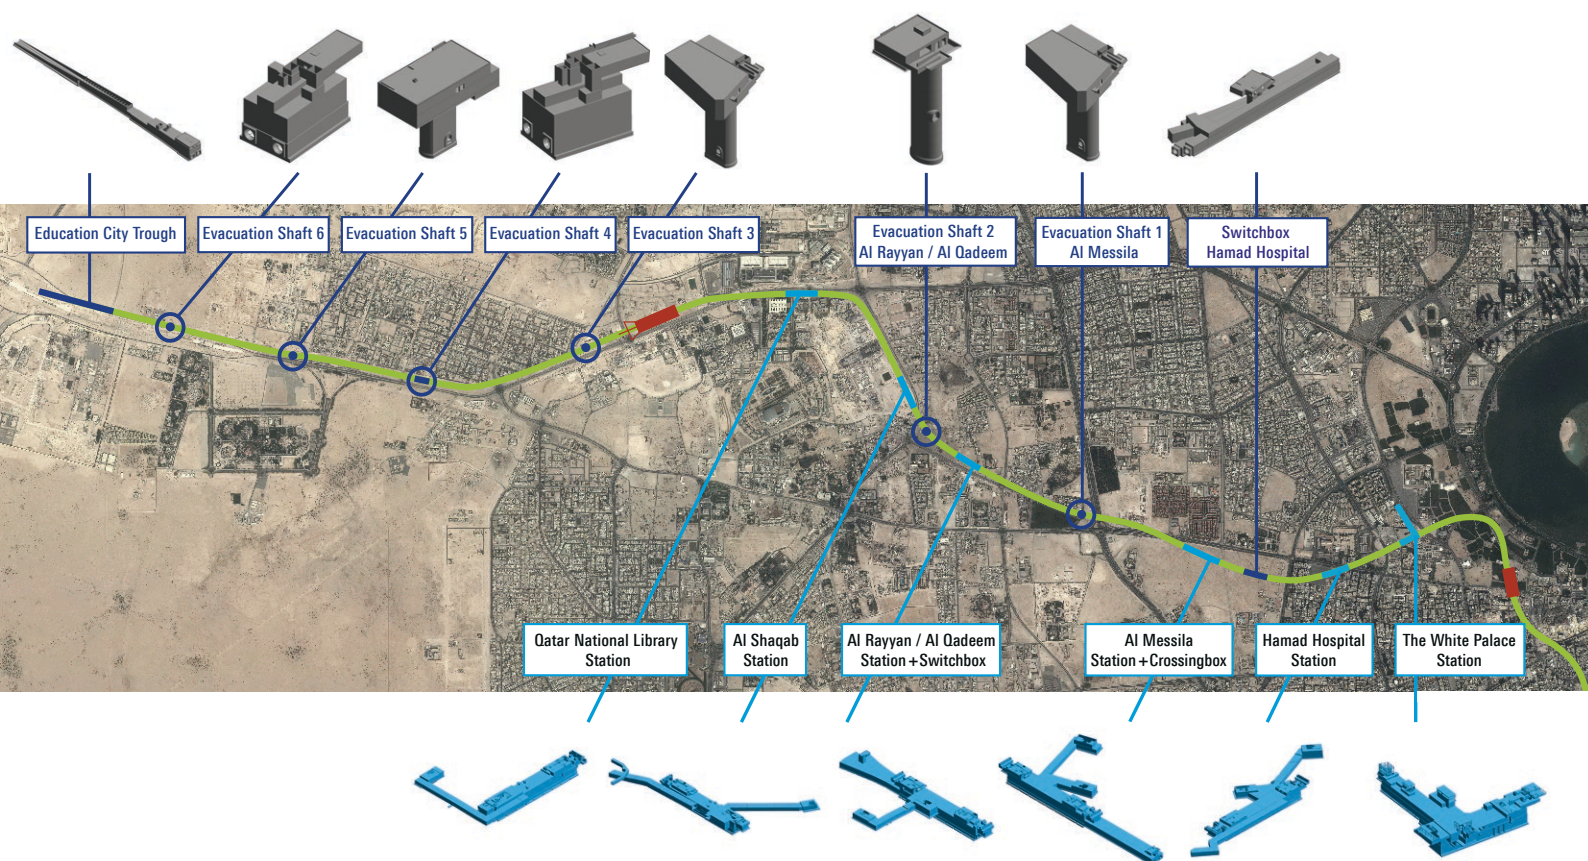 Education City Trough
Evacuation Shaft 6
Evacuation Shaft 5
Evacuation Shaft 4
Evacuation Shaft 3
Evacuation Shaft 2
Al Rayyan / Al Qadeem
Evacuation Shaft 1
Al Messila
Switchbox
Hamad Hospital
Qatar National Library
Station
Al Shaqab
Station
Al Rayyan / Al Qadeem
Station+Switchbox
Al Messila
Station+Crossingbox
Hamad Hospital
Station
The White Palace
Station